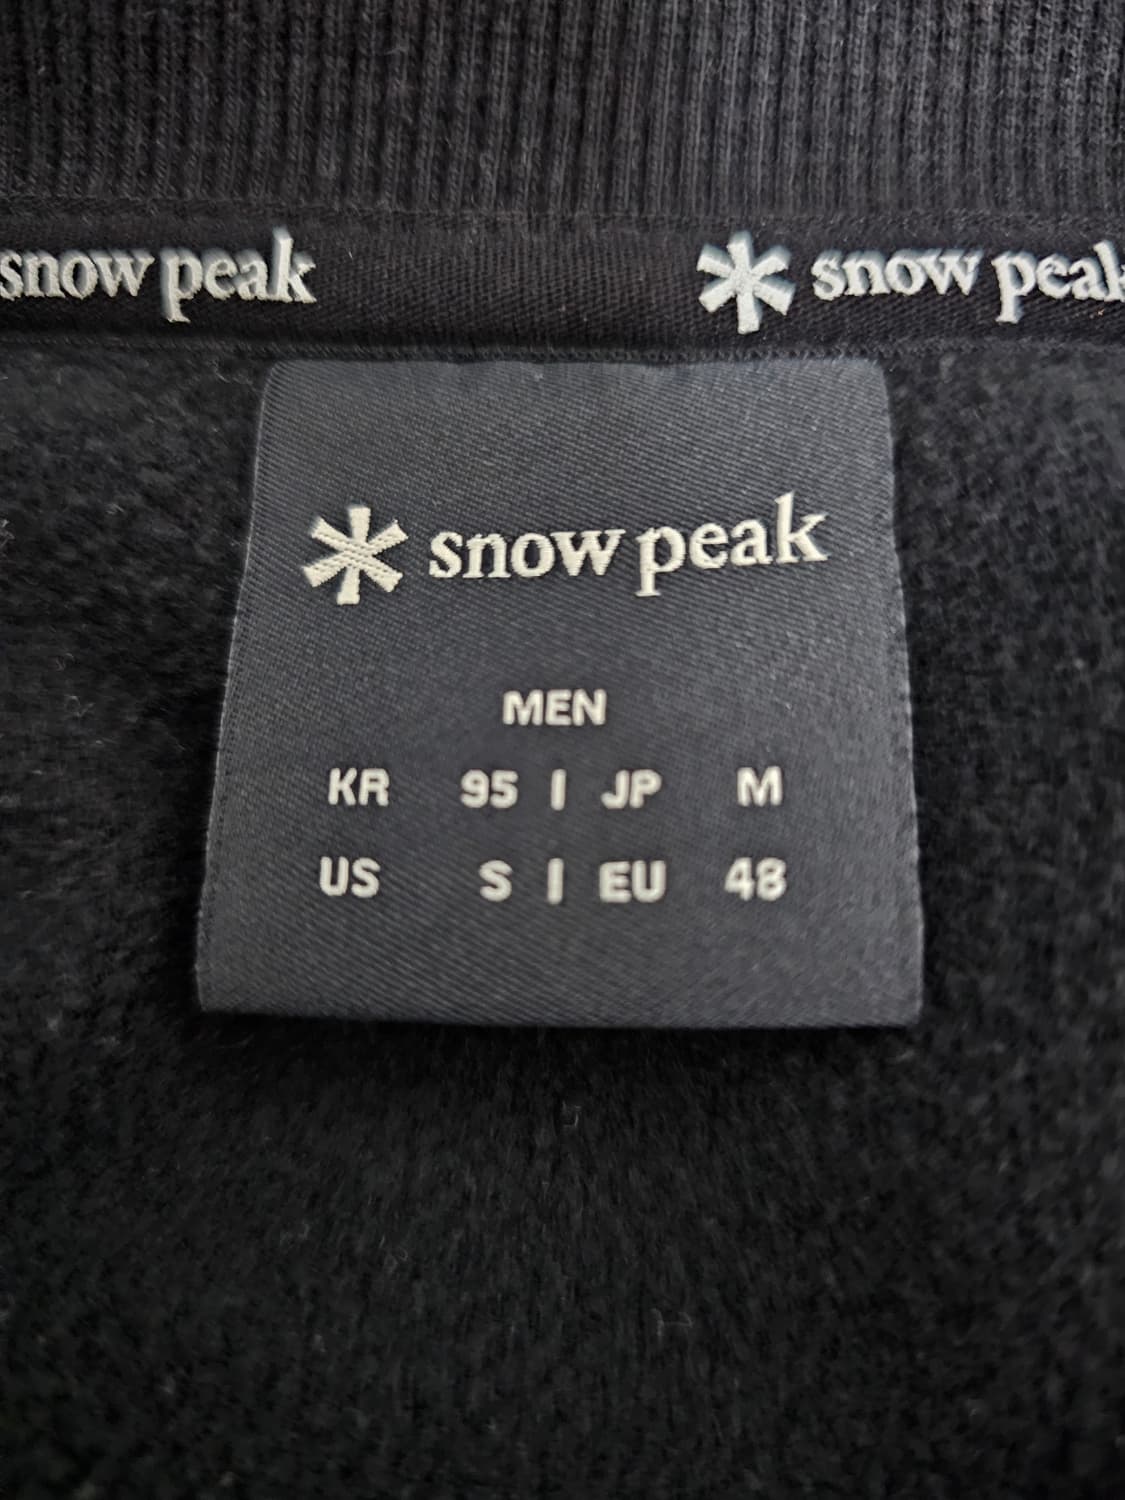 snow peak snow peak
snow peak
MEN
KR 95 | JP M
US S | EU 48